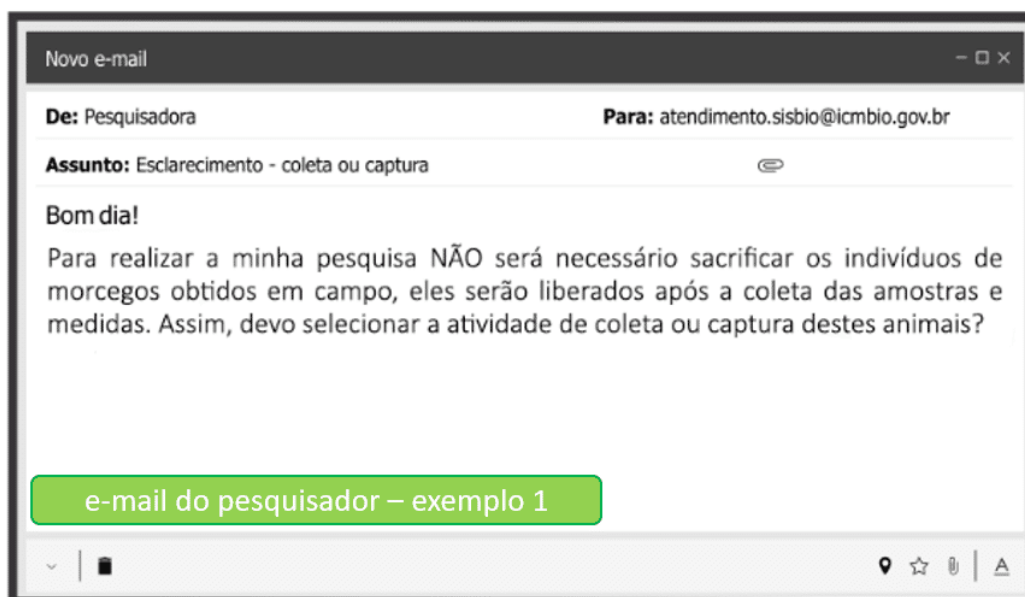 Novo e-mail
De: Pesquisadora Para: atendimento.sisbio@icmbio.gov.br
Assunto: Esclarecimento - coleta ou captura
Bom dia!
Para realizar a minha pesquisa NÃO será necessário sacrificar os indivíduos de
morcegos obtidos em campo, eles serão liberados após a coleta das amostras e
medidas. Assim, devo selecionar a atividade de coleta ou captura destes animais?
e-mail do pesquisador – exemplo 1
A